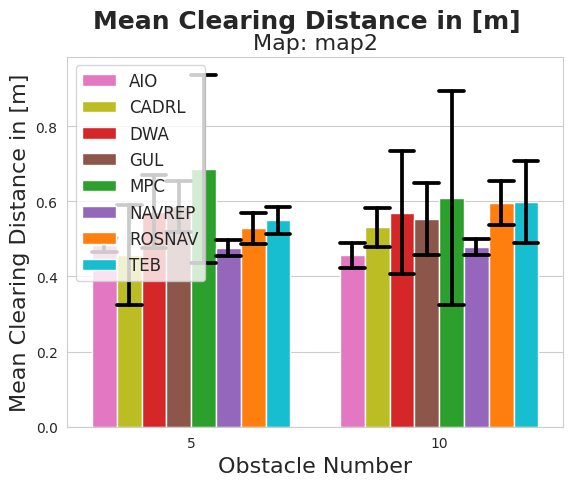 Mean Clearing Distance in [m]
Map: map2
Mean Clearing Distance in [m]
0.8
0.6
0.4
0.2
0.0
AIO
CADRL
DWA
GUL
MPC
NAVREP
ROSNAV
TEB
5
10
Obstacle Number